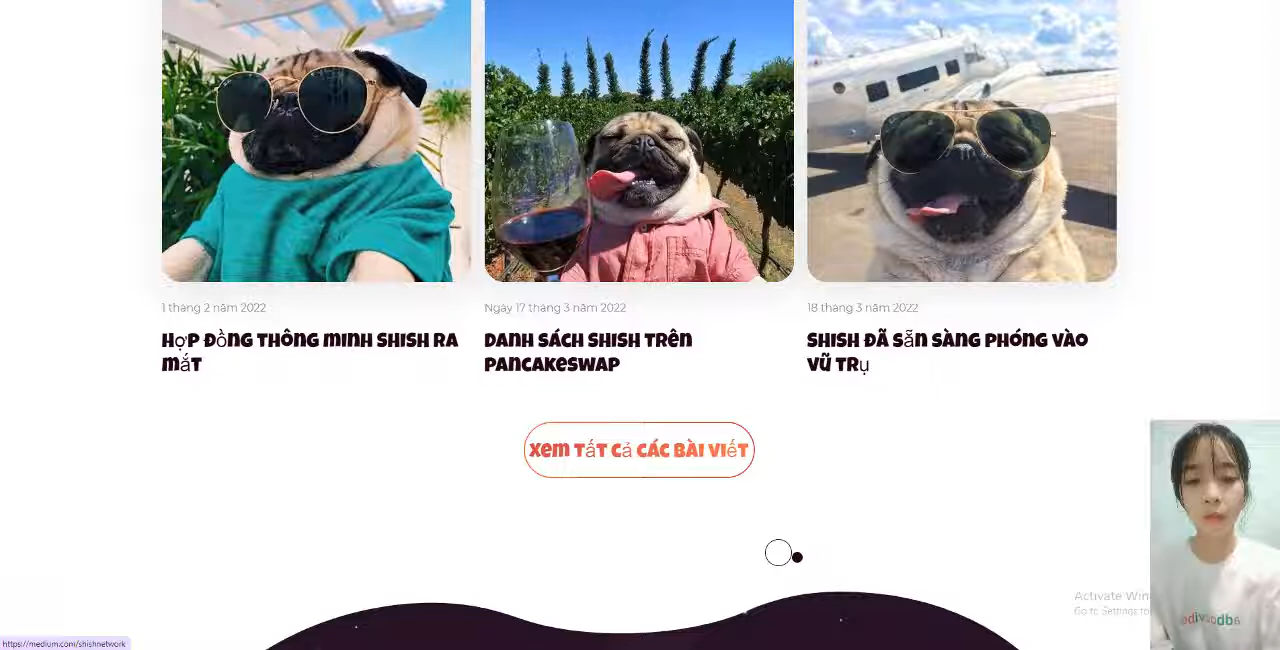 1 tháng 2 năm 2022
Ngày 17 tháng 3 năm 2022
18 tháng 3 năm 2022
Hợp đồng thông minh SHISH ra
mắt
Danh sách SHISH trên
PancakeSwap
SHISH đã sẵn sàng phóng vào
vũ trụ
Xem tất cả các bài viết
Activate Win
Go to Settings to
https://medium.com/shishnetwork